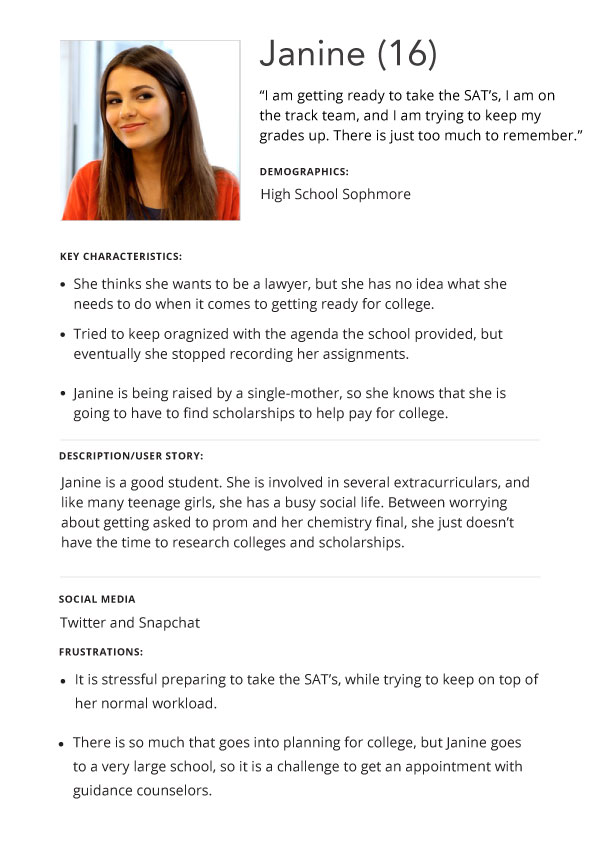 Janine (16)
“I am getting ready to take the SAT’s, I am on
the track team, and I am trying to keep my
grades up. There is just too much to remember.”
DEMOGRAPHICS:
High School Sophmore
KEY CHARACTERISTICS:
• She thinks she wants to be a lawyer, but she has no idea what she
needs to do when it comes to getting ready for college.
• Tried to keep oragnized with the agenda the school provided, but
eventually she stopped recording her assignments.
• Janine is being raised by a single-mother, so she knows that she is
going to have to find scholarships to help pay for college.
DESCRIPTION/USER STORY:
Janine is a good student. She is involved in several extracurriculars, and
like many teenage girls, she has a busy social life. Between worrying
about getting asked to prom and her chemistry final, she just doesn’t
have the time to research colleges and scholarships.
SOCIAL MEDIA
Twitter and Snapchat
FRUSTRATIONS:
• It is stressful preparing to take the SAT’s, while trying to keep on top of
her normal workload.
• There is so much that goes into planning for college, but Janine goes
to a very large school, so it is a challenge to get an appointment with
guidance counselors.